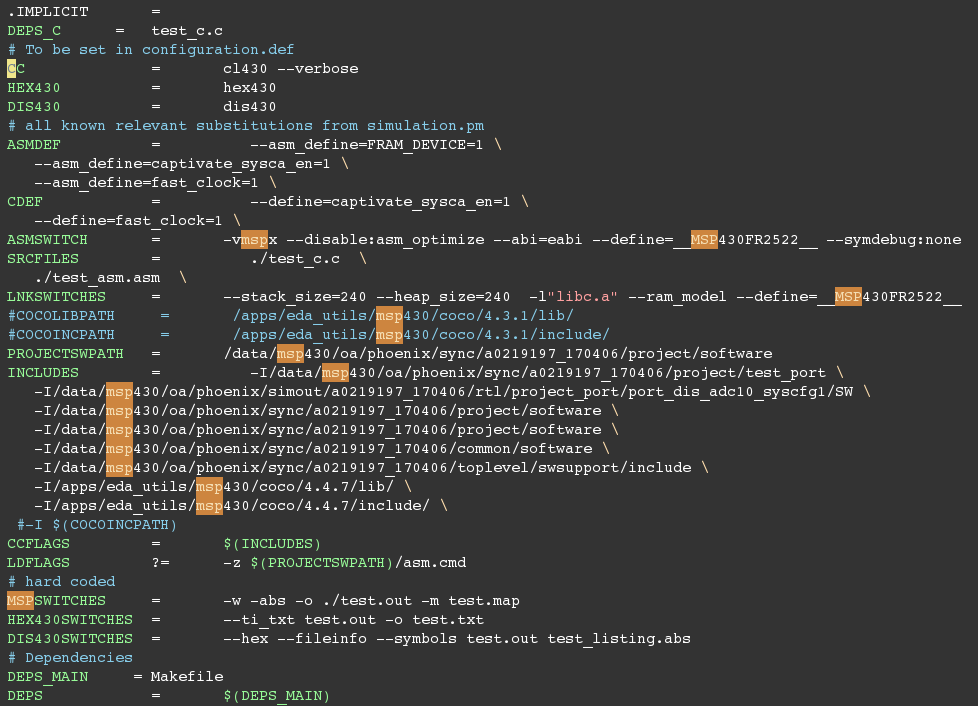 .IMPLICIT       =
DEPS_C      =   test_c.c
# To be set in configuration.def
CC              =       cl430 --verbose
HEX430          =       hex430
DIS430          =       dis430
# all known relevant substitutions from simulation.pm
ASMDEF          =          --asm_define=FRAM_DEVICE=1 \
   --asm_define=captivate_sysca_en=1 \
   --asm_define=fast_clock=1 \
CDEF            =          --define=captivate_sysca_en=1 \
   --define=fast_clock=1 \
ASMSWITCH       =       -vmspx --disable:asm_optimize --abi=eabi --define=__MSP430FR2522__ --symdebug:none
SRCFILES        =          ./test_c.c  \
   ./test_asm.asm  \
LNKSWITCHES     =       --stack_size=240 --heap_size=240  -l"libc.a" --ram_model --define=__MSP430FR2522__
#COCOLIBPATH     =       /apps/eda_utils/msp430/coco/4.3.1/lib/
#COCOINCPATH     =       /apps/eda_utils/msp430/coco/4.3.1/include/
PROJECTSWPATH   =       /data/msp430/oa/phoenix/sync/a0219197_170406/project/software
INCLUDES        =          -I/data/msp430/oa/phoenix/sync/a0219197_170406/project/test_port \
   -I/data/msp430/oa/phoenix/simout/a0219197_170406/rtl/project_port/port_dis_adc10_syscfg1/SW \
   -I/data/msp430/oa/phoenix/sync/a0219197_170406/project/software \
   -I/data/msp430/oa/phoenix/sync/a0219197_170406/project/software \
   -I/data/msp430/oa/phoenix/sync/a0219197_170406/common/software \
   -I/data/msp430/oa/phoenix/sync/a0219197_170406/toplevel/swsupport/include \
   -I/apps/eda_utils/msp430/coco/4.4.7/lib/ \
   -I/apps/eda_utils/msp430/coco/4.4.7/include/ \
 #-I $(COCOINCPATH)
CCFLAGS         =       $(INCLUDES)
LDFLAGS         ?=      -z $(PROJECTSWPATH)/asm.cmd
# hard coded
MSPSWITCHES     =       -w -abs -o ./test.out -m test.map
HEX430SWITCHES  =       --ti_txt test.out -o test.txt
DIS430SWITCHES  =       --hex --fileinfo --symbols test.out test_listing.abs
# Dependencies
DEPS_MAIN     = Makefile
DEPS            =       $(DEPS_MAIN)